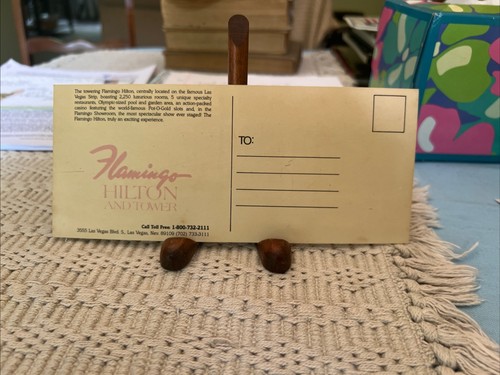 The towering Flamingo Hilton, centrally located on the famous Las
Vegas Strip, boasting 2,250 luxurious rooms, 5 unique specialty
restaurants, Olympic-sized pool and garden area, an action-packed
casino featuring the world-famous Pot-O-Gold slots and, in the
Flamingo Showroom, the most spectacular show ever staged! The
Flamingo Hilton, truly an exciting experience.
TO:
Flamingo
HILTON
AND TOWER
Call Toll Free 1-800-732-2111
3555 Las Vegas Blvd. S., Las Vegas, Nev. 89109 (702) 733-3111